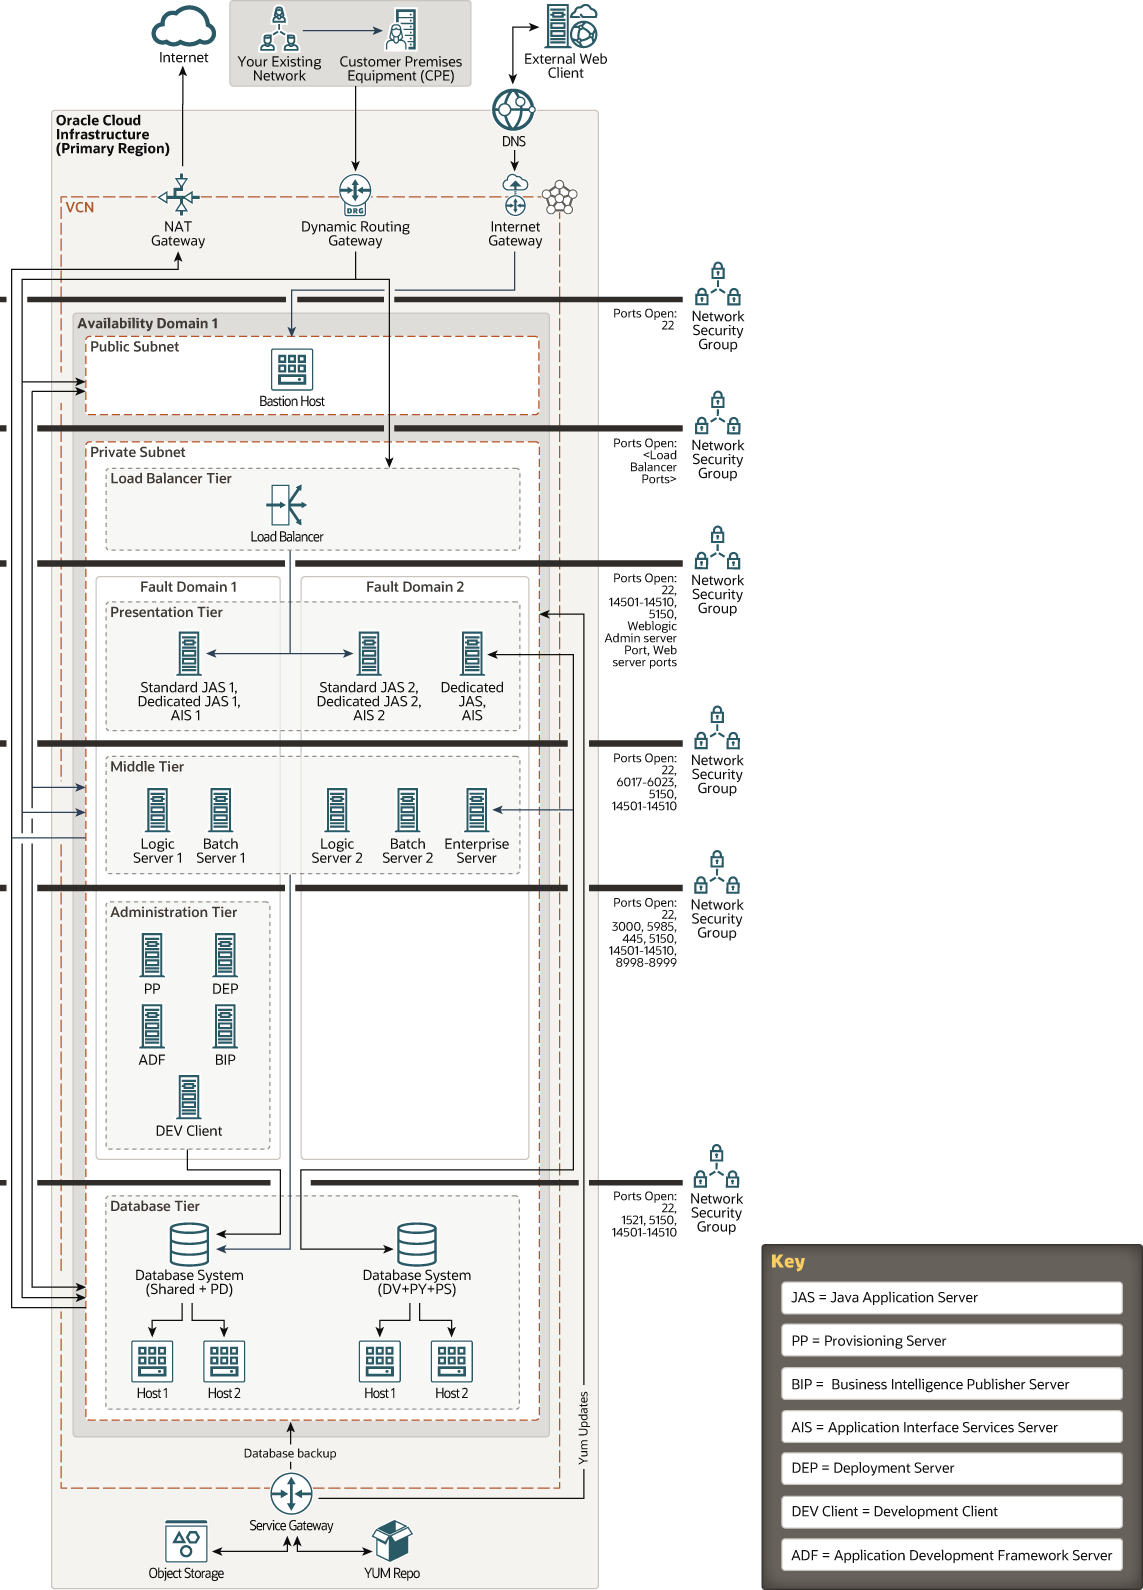 Internet
Your Existing
Network
Customer Premises
Equipment (CPE)
External Web
Client
Oracle Cloud
Infrastructure
(Primary Region)
DNS
VCN
NAT
Gateway
DRG
Dynamic Routing
Gateway
Internet
Gateway
Ports Open:
22
Network
Security
Group
Availability Domain 1
Public Subnet
Bastion Host
Ports Open:
<Load
Balancer
Ports>
Network
Security
Group
Private Subnet
Load Balancer Tier
Load Balancer
Ports Open:
22,
14501-14510,
5150,
Weblogic
Admin server
Port, Web
server ports
Network
Security
Group
Fault Domain 1
Fault Domain 2
Presentation Tier
Standard JAS 1,
Dedicated JAS 1,
AIS 1
Standard JAS 2,
Dedicated JAS 2,
AIS 2
Dedicated
JAS,
AIS
Ports Open:
22,
6017-6023,
5150,
14501-14510
Network
Security
Group
Middle Tier
Logic
Server 1
Batch
Server 1
Logic
Server 2
Batch
Server 2
Enterprise
Server
Ports Open:
22,
3000, 5985,
445, 5150,
14501-14510,
8998-8999
Network
Security
Group
Administration Tier
PP
DEP
ADF
BIP
DEV Client
Ports Open:
22,
1521, 5150,
14501-14510
Network
Security
Group
Database Tier
Database System
(Shared + PD)
Database System
(DV+PY+PS)
Host 1
Host 2
Host 1
Host 2
Yum Updates
Database backup
Service Gateway
Object Storage
YUM Repo
Key
JAS = Java Application Server
PP = Provisioning Server
BIP =  Business Intelligence Publisher Server
AIS = Application Interface Services Server
DEP = Deployment Server
DEV Client = Development Client
ADF = Application Development Framework Server